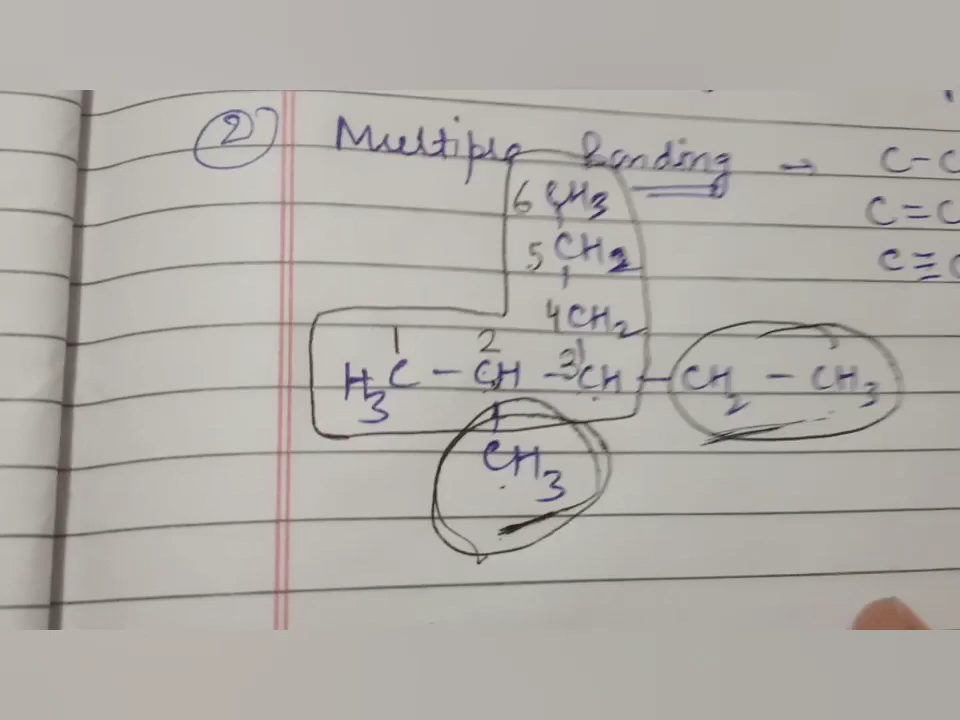 2 Multiple Bonding → C-C
C=C
C≡C
6 CH3
5 CH2
4 CH2
1 2
H3C - CH - 3 CH - CH2 - CH3
CH3